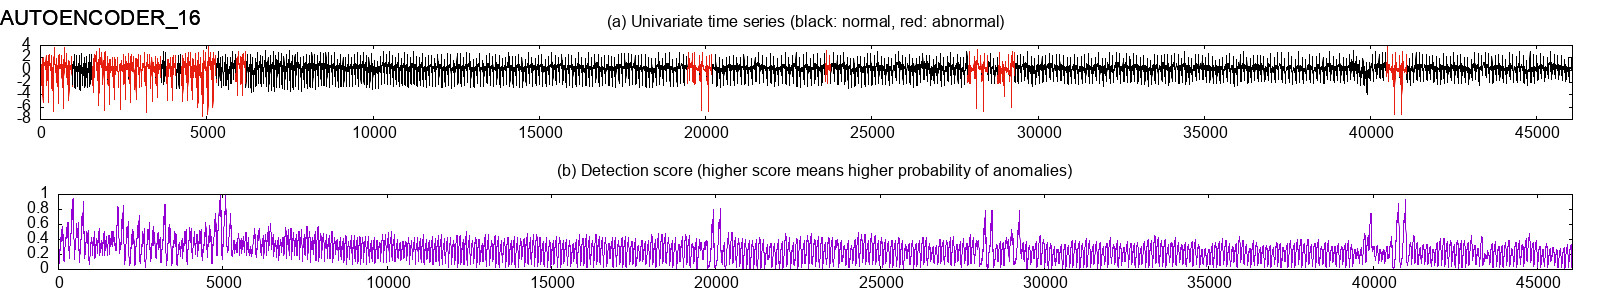 AUTOENCODER_16
(a) Univariate time series (black: normal, red: abnormal)
4
2
0
-2
-4
-6
-8
0 5000 10000 15000 20000 25000 30000 35000 40000 45000
(b) Detection score (higher score means higher probability of anomalies)
1
0.8
0.6
0.4
0.2
0
0 5000 10000 15000 20000 25000 30000 35000 40000 45000